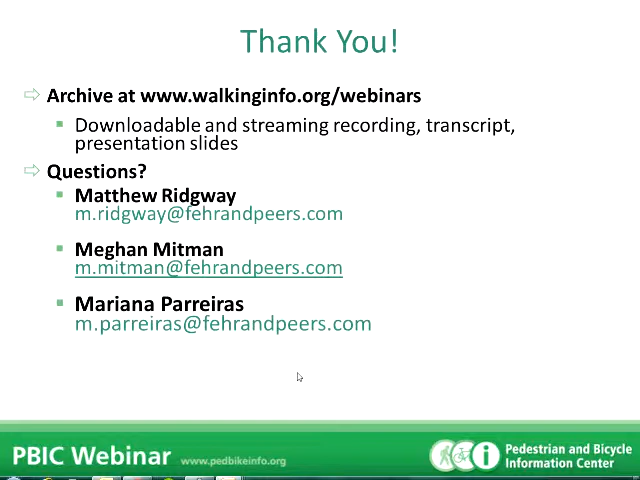 Thank You!
Archive at www.walkinginfo.org/webinars
Downloadable and streaming recording, transcript,
presentation slides
Questions?
Matthew Ridgway
m.ridgway@fehrandpeers.com
Meghan Mitman
m.mitman@fehrandpeers.com
Mariana Parreiras
m.parreiras@fehrandpeers.com
PBIC Webinar www.pedbikeinfo.org
Pedestrian and Bicycle
Information Center